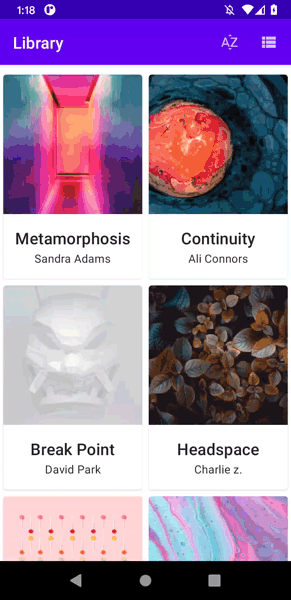 1:18
Library
AZ
Metamorphosis
Sandra Adams
Continuity
Ali Connors
Break Point
David Park
Headspace
Charlie z.